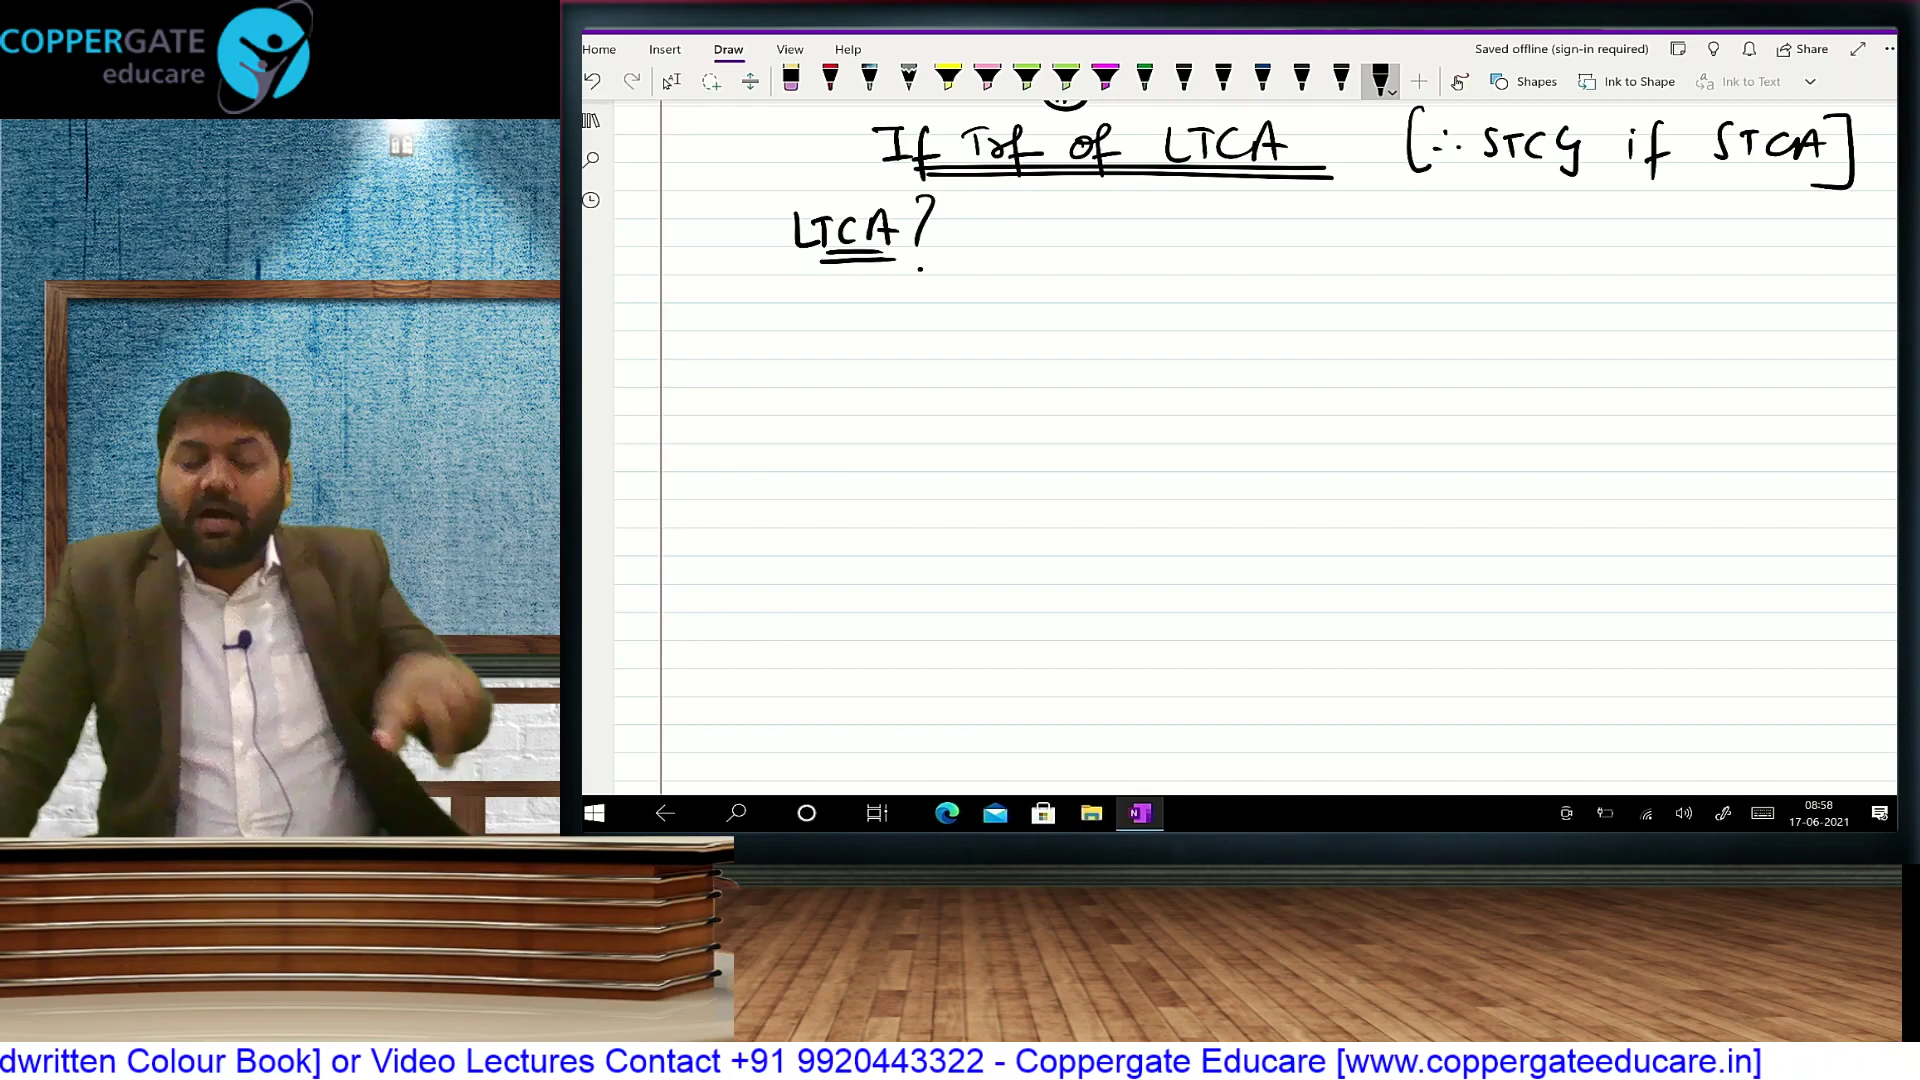 COPPERGATE
educare
Home Insert Draw View Help
Saved offline (sign-in required) Share
Shapes Ink to Shape Ink to Text
If Trf of LTCA [∴ STCG if STCA]
LTCA ?
08:58
17-06-2021
dwritten Colour Book] or Video Lectures Contact +91 9920443322 - Coppergate Educare [www.coppergateeducare.in]